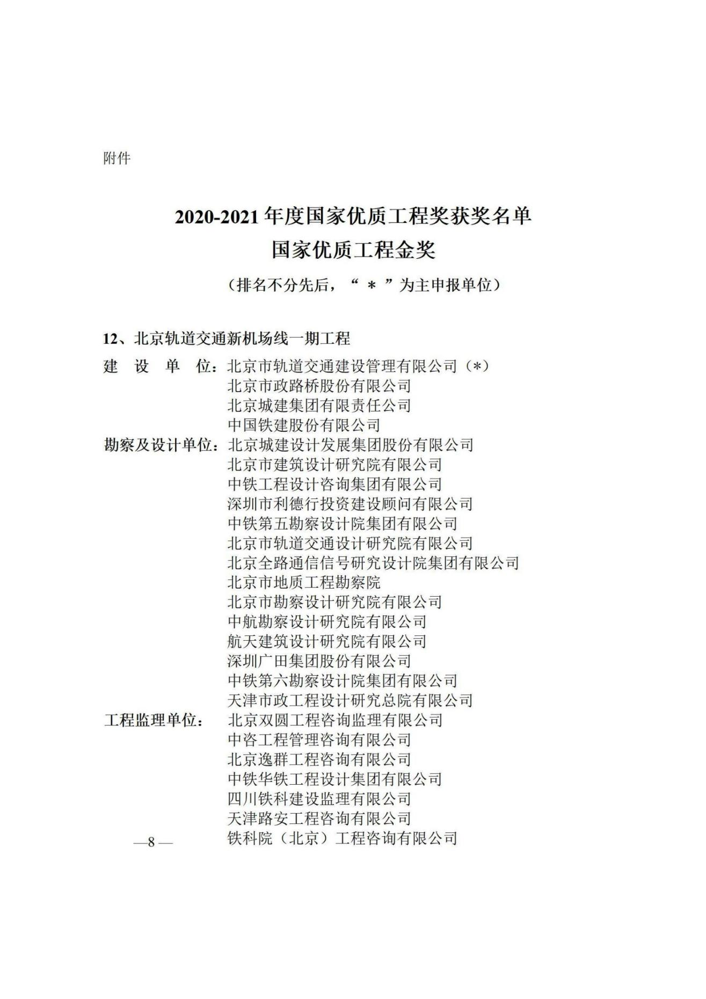 附件
2020-2021 年度国家优质工程奖获奖名单
国家优质工程金奖
（排名不分先后，“ * ”为主申报单位）
12、北京轨道交通新机场线一期工程
建 设 单 位：北京市轨道交通建设管理有限公司（*）
北京市政路桥股份有限公司
北京城建集团有限责任公司
中国铁建股份有限公司
勘察及设计单位：北京城建设计发展集团股份有限公司
北京市建筑设计研究院有限公司
中铁工程设计咨询集团有限公司
深圳市利德行投资建设顾问有限公司
中铁第五勘察设计院集团有限公司
北京市轨道交通设计研究院有限公司
北京全路通信信号研究设计院集团有限公司
北京市地质工程勘察院
北京市勘察设计研究院有限公司
中航勘察设计研究院有限公司
航天建筑设计研究院有限公司
深圳广田集团股份有限公司
中铁第六勘察设计院集团有限公司
天津市政工程设计研究总院有限公司
工程监理单位： 北京双圆工程咨询监理有限公司
中咨工程管理咨询有限公司
北京逸群工程咨询有限公司
中铁华铁工程设计集团有限公司
四川铁科建设监理有限公司
天津路安工程咨询有限公司
铁科院（北京）工程咨询有限公司
—8 —